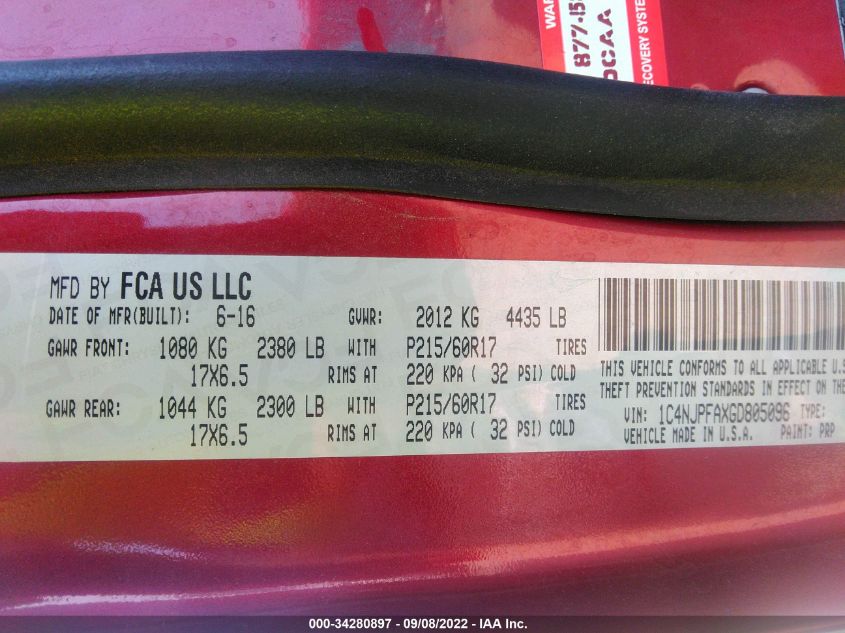 WAR
877-
DCAA
ECOVERY SYSTE
MFD BY FCA US LLC
DATE OF MFR(BUILT): 6-16 GVWR: 2012 KG 4435 LB
GAWR FRONT: 1080 KG 2380 LB WITH P215/60R17 TIRES
17X6.5 RIMS AT 220 KPA ( 32 PSI) COLD
GAWR REAR: 1044 KG 2300 LB WITH P215/60R17 TIRES
17X6.5 RIMS AT 220 KPA ( 32 PSI) COLD
THIS VEHICLE CONFORMS TO ALL APPLICABLE U.S
THEFT PREVENTION STANDARDS IN EFFECT ON THE
VIN: 1C4NJPFAXGD805096 TYPE:
VEHICLE MADE IN U.S.A. PAINT: PRP
000-34280897 - 09/08/2022 - IAA Inc.